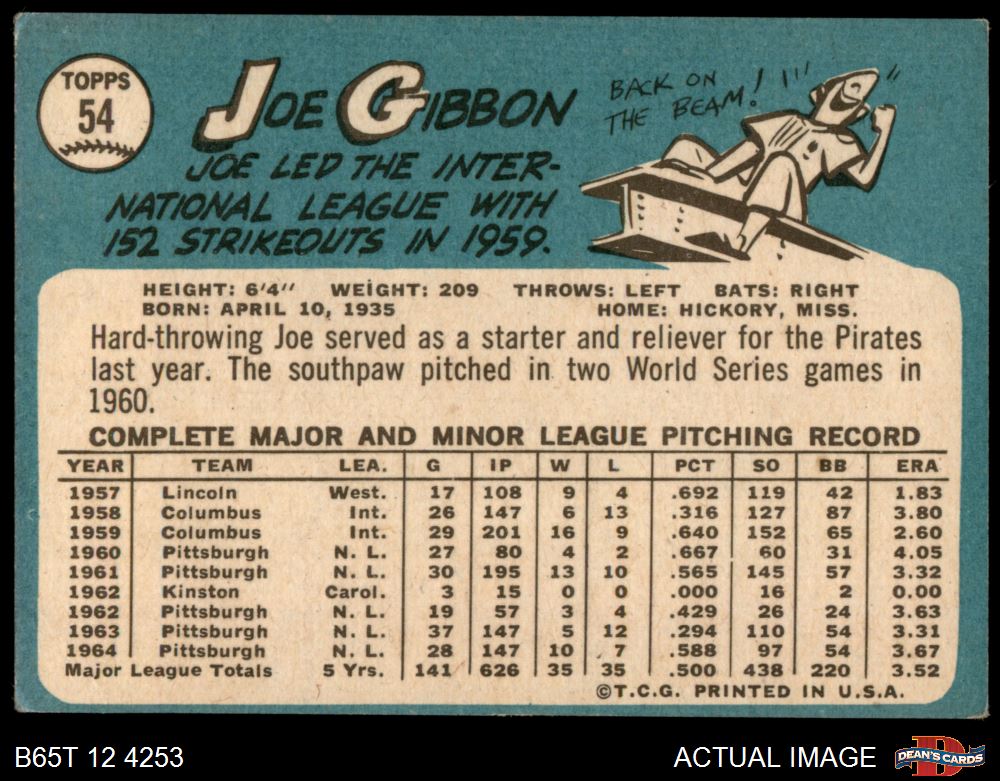 TOPPS
54
JOE GIBBON
BACK ON
THE BEAM!
JOE LED THE INTER-
NATIONAL LEAGUE WITH
152 STRIKEOUTS IN 1959.
HEIGHT: 6'4" WEIGHT: 209 THROWS: LEFT BATS: RIGHT
BORN: APRIL 10, 1935 HOME: HICKORY, MISS.
Hard-throwing Joe served as a starter and reliever for the Pirates
last year. The southpaw pitched in two World Series games in
1960.
COMPLETE MAJOR AND MINOR LEAGUE PITCHING RECORD
YEAR TEAM LEA. G IP W L PCT SO BB ERA
1957 Lincoln West. 17 108 9 4 .692 119 42 1.83
1958 Columbus Int. 26 147 6 13 .316 127 87 3.80
1959 Columbus Int. 29 201 16 9 .640 152 65 2.60
1960 Pittsburgh N. L. 27 80 4 2 .667 60 31 4.05
1961 Pittsburgh N. L. 30 195 13 10 .565 145 57 3.32
1962 Kinston Carol. 3 15 0 0 .000 16 2 0.00
1962 Pittsburgh N. L. 19 57 3 4 .429 26 24 3.63
1963 Pittsburgh N. L. 37 147 5 12 .294 110 54 3.31
1964 Pittsburgh N. L. 28 147 10 7 .588 97 54 3.67
Major League Totals 5 Yrs. 141 626 35 35 .500 438 220 3.52
©T.C.G. PRINTED IN U.S.A.
B65T 12 4253 ACTUAL IMAGE
D
DEAN'S CARDS